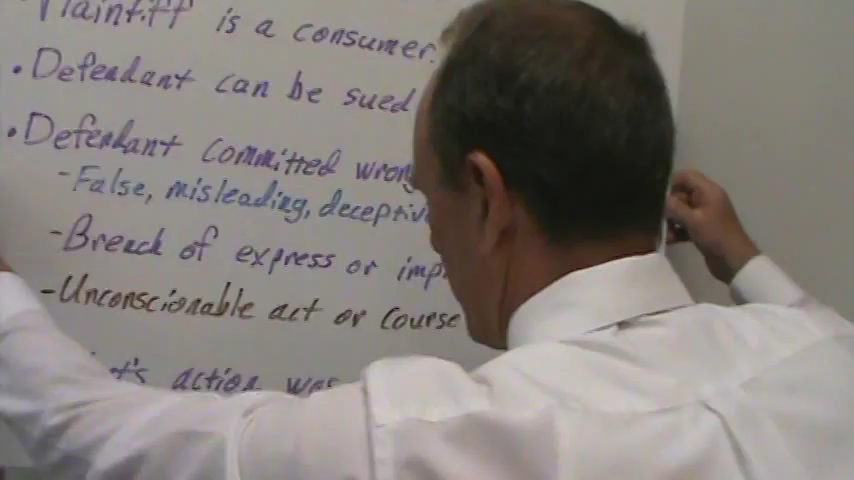 Plaintiff is a consumer.
• Defendant can be sued
• Defendant committed wrong
- False, misleading, deceptiv
- Breach of express or imp
- Unconscionable act or course
t's action was